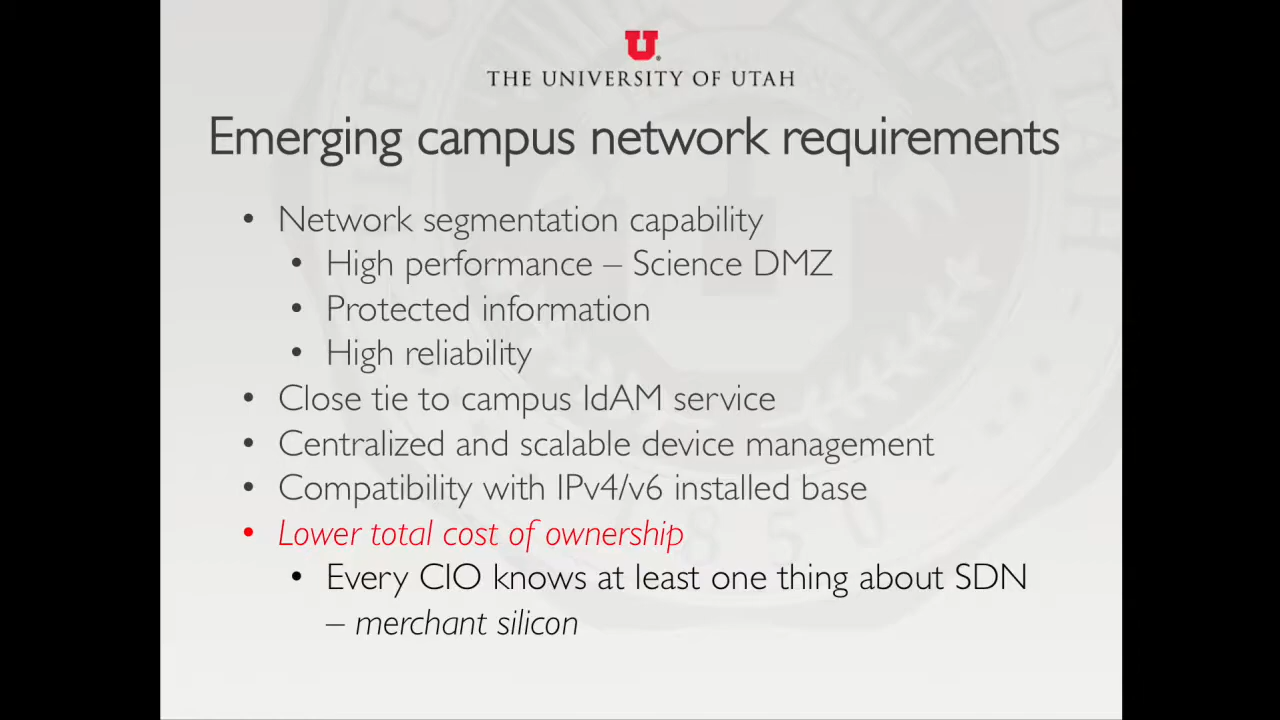 U
THE UNIVERSITY OF UTAH
Emerging campus network requirements
• Network segmentation capability
• High performance – Science DMZ
• Protected information
• High reliability
• Close tie to campus IdAM service
• Centralized and scalable device management
• Compatibility with IPv4/v6 installed base
• Lower total cost of ownership
• Every CIO knows at least one thing about SDN
– merchant silicon
1850
UTAH